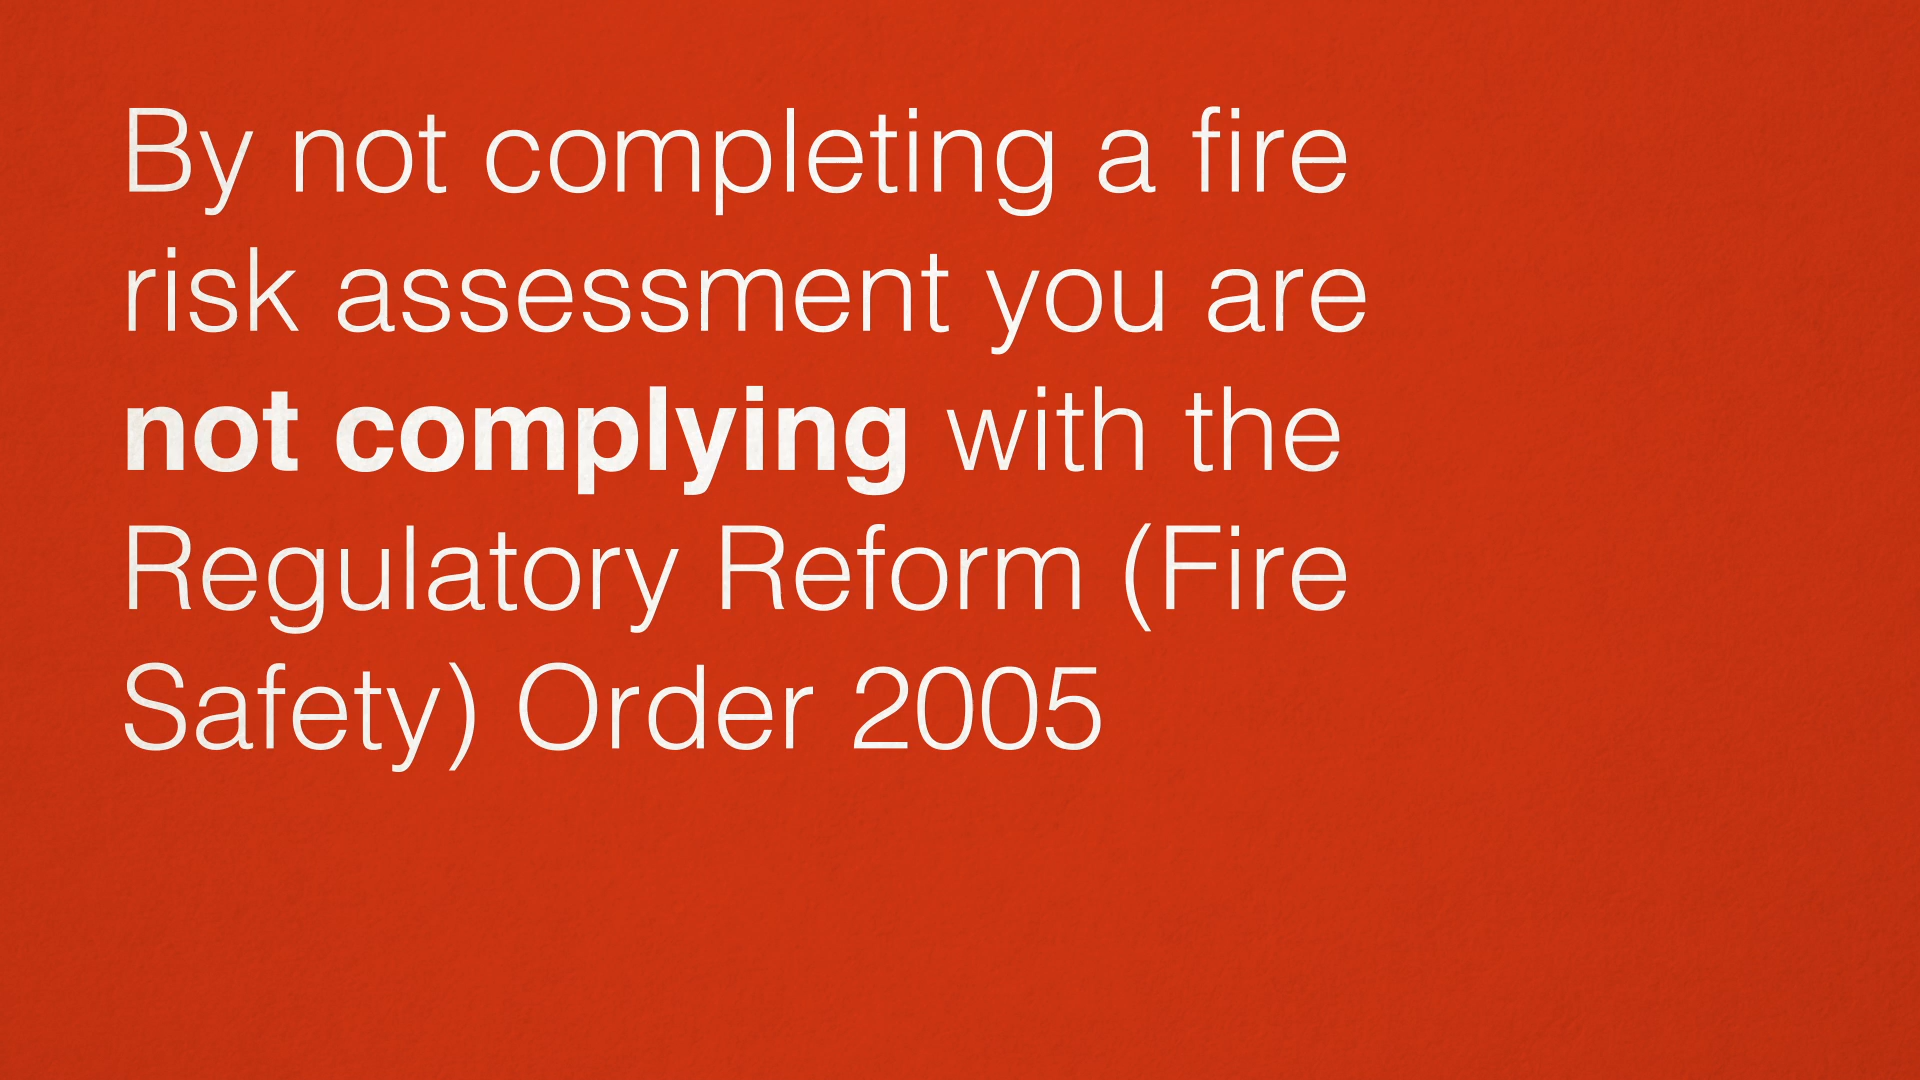 By not completing a fire
risk assessment you are
not complying with the
Regulatory Reform (Fire
Safety) Order 2005